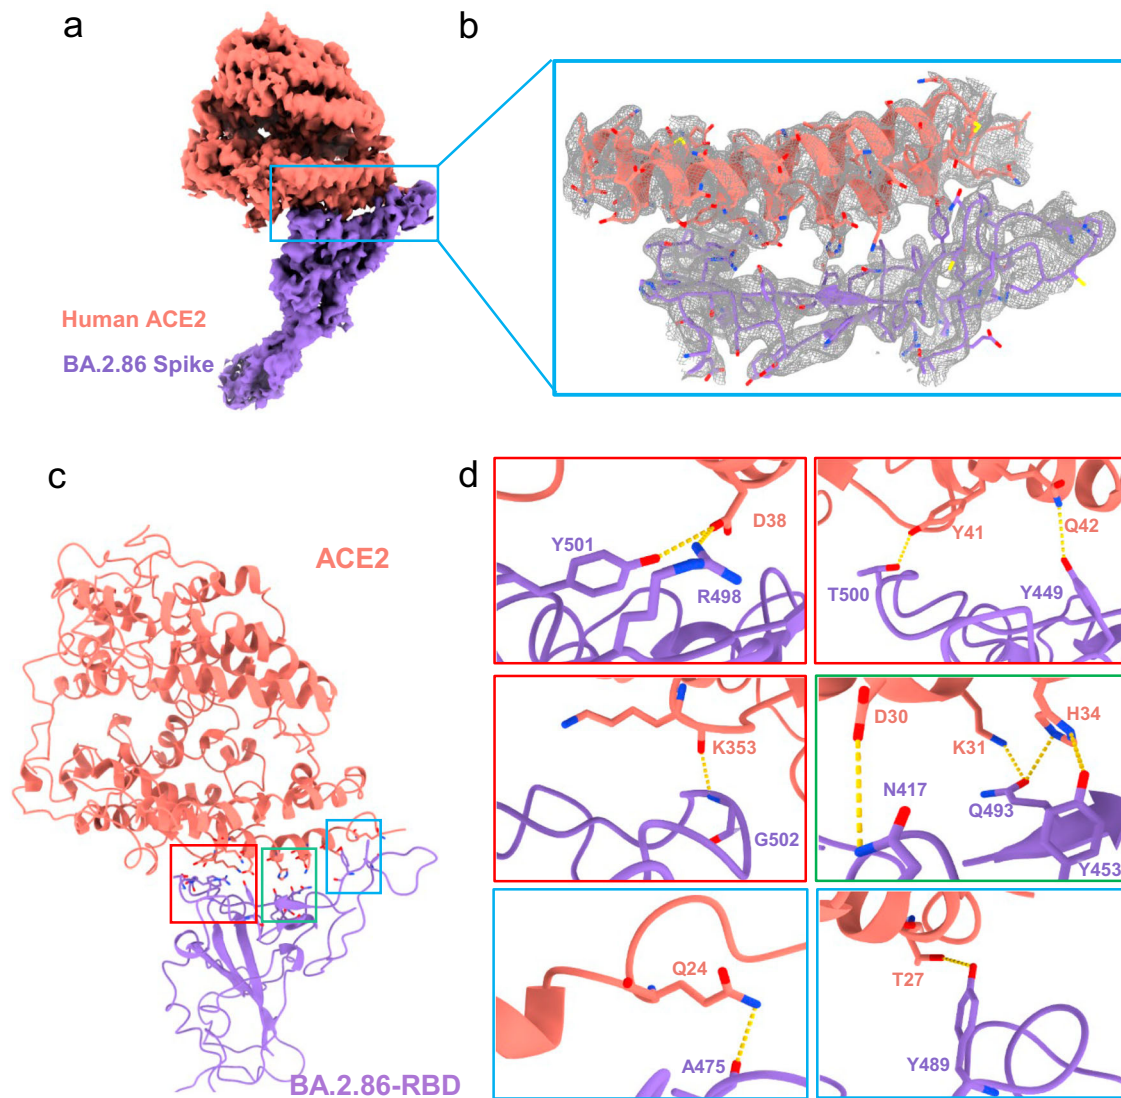 a
b
Human ACE2
BA.2.86 Spike
c
d
ACE2
BA.2.86-RBD
D38
Y501
R498
Y41
Q42
T500
Y449
K353
G502
D30
H34
K31
N417
Q493
Y453
Q24
A475
T27
Y489